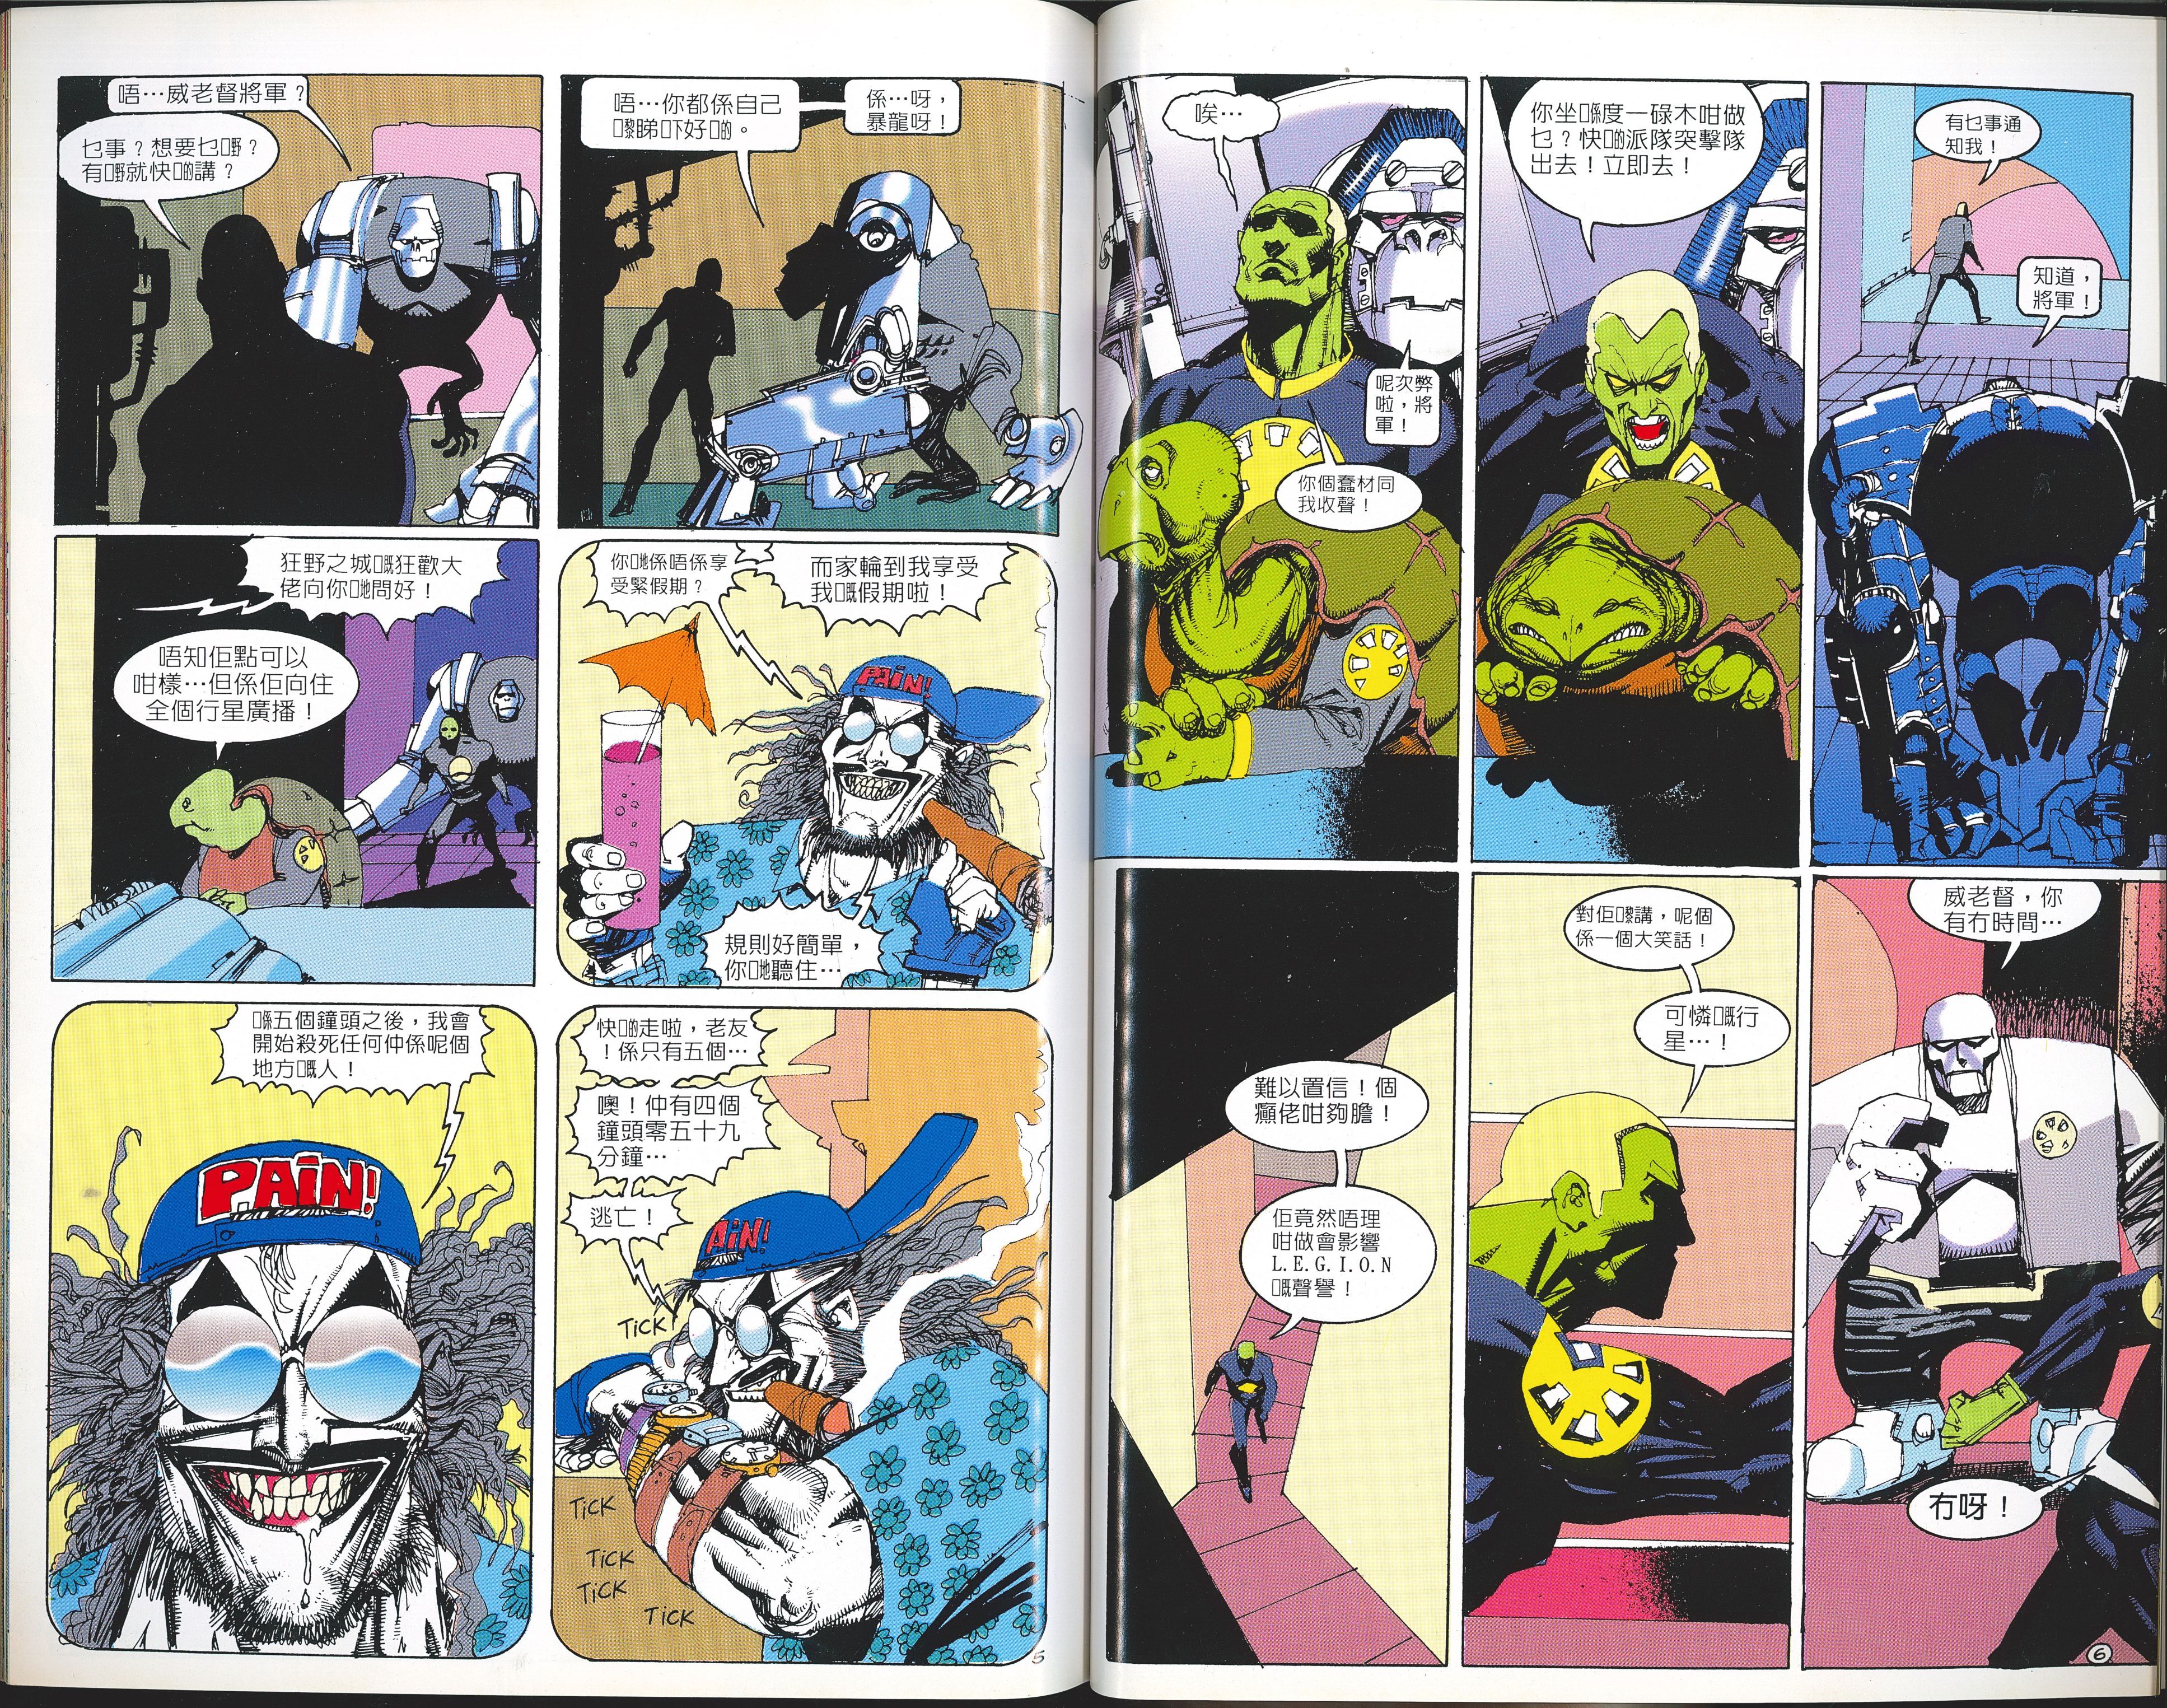 唔⋯威老督將軍？
乜事？想要乜嘢？
有嘢就快啲講？
唔⋯你都係自己
嚟睇吓好啲。
係⋯呀，
暴龍呀！
狂野之城嘅狂歡大
佬向你哋問好！
唔知佢點可以
咁樣⋯但係佢向住
全個行星廣播！
你哋係唔係享
受緊假期？
而家輪到我享受
我嘅假期啦！
PAIN!
規則好簡單，
你哋聽住⋯
喺五個鐘頭之後，我會
開始殺死任何仲係呢個
地方嘅人！
PAIN!
快啲走啦，老友
！係只有五個⋯
噢！仲有四個
鐘頭零五十九
分鐘⋯
逃亡！
AIN!
TICK
TICK
TICK
TICK
TICK
5
唉⋯
呢次弊
啦，將
軍！
你個蠢材同
我收聲！
你坐喺度一碌木咁做
乜？快啲派隊突擊隊
出去！立即去！
有乜事通
知我！
知道，
將軍！
難以置信！個
癲佬咁夠膽！
佢竟然唔理
咁做會影響
L.E.G.I.O.N
嘅聲譽！
對佢嚟講，呢個
係一個大笑話！
可憐嘅行
星⋯！
威老督，你
有冇時間⋯
冇呀！
6